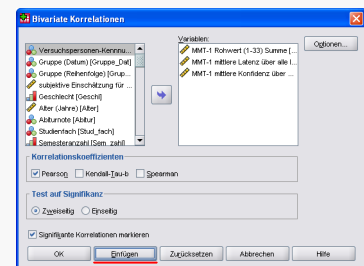 Bivariate Korrelationen
Variablen:
Versuchspersonen-Kennnu...
Gruppe (Datum) [Gruppe_Dat]
Gruppe (Reihenfolge) [Grup...
subjektive Einschätzung für ...
Geschlecht [Geschl]
Alter (Jahre) [Alter]
Abiturnote [Abitur]
Studienfach [Stud_fach]
Semesteranzahl [Sem_zahl]
MMT-1 Rohwert (1-33) Summe [...
MMT-1 mittlere Latenz über alle I...
MMT-1 mittlere Konfidenz über ...
Optionen...
Korrelationskoeffizienten
Pearson Kendall-Tau-b Spearman
Test auf Signifikanz
Zweiseitig Einseitig
Signifikante Korrelationen markieren
OK Einfügen Zurücksetzen Abbrechen Hilfe